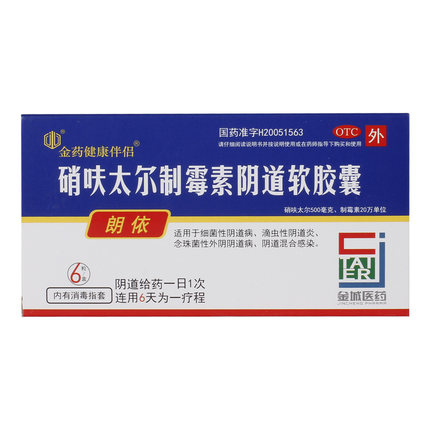 国药准字H20051563
OTC
外
请仔细阅读说明书并按说明使用或在药师指导下购买和使用
金药健康伴侣®
硝呋太尔制霉素阴道软胶囊
硝呋太尔500毫克、制霉素20万单位
朗依
适用于细菌性阴道病、滴虫性阴道炎、
念珠菌性外阴阴道病、阴道混合感染。
6粒/盒
阴道给药一日1次
连用6天为一疗程
内有消毒指套
金城医药
JINCHENG PHARMA